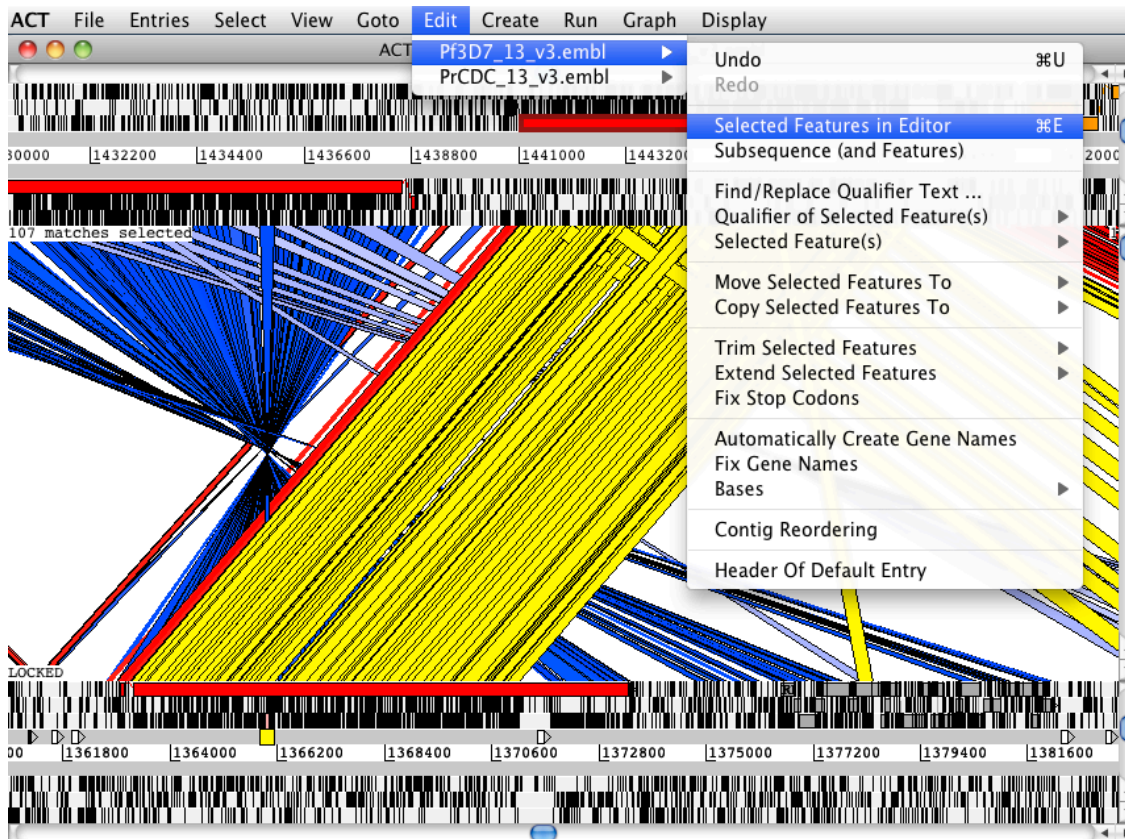 ACT File Entries Select View Goto Edit Create Run Graph Display
ACT
Pf3D7_13_v3.embl
PrCDC_13_v3.embl
Undo ⌘U
Redo
Selected Features in Editor ⌘E
Subsequence (and Features)
Find/Replace Qualifier Text ...
Qualifier of Selected Feature(s)
Selected Feature(s)
Move Selected Features To
Copy Selected Features To
Trim Selected Features
Extend Selected Features
Fix Stop Codons
Automatically Create Gene Names
Fix Gene Names
Bases
Contig Reordering
Header Of Default Entry
30000 1432200 1434400 1436600 1438800 1441000 1443200 2000
107 matches selected
LOCKED
00 1361800 1364000 1366200 1368400 1370600 1372800 1375000 1377200 1379400 1381600